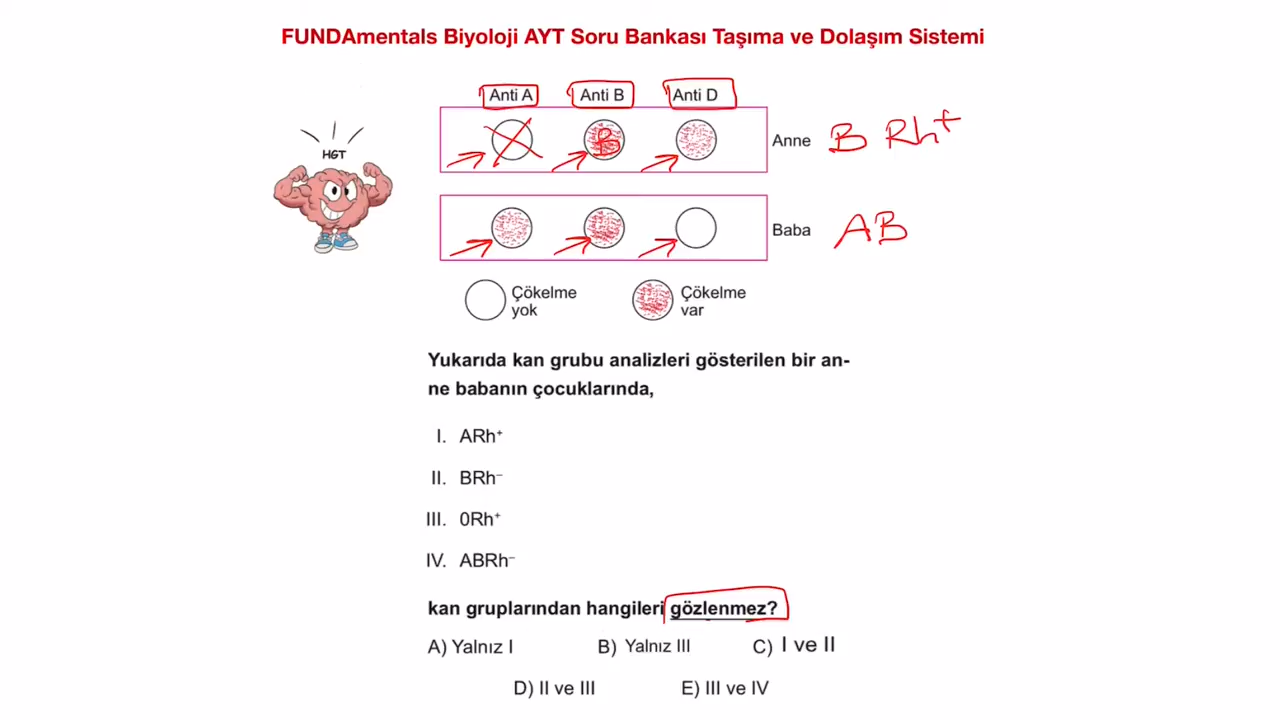 FUNDAmentals Biyoloji AYT Soru Bankası Taşıma ve Dolaşım Sistemi
Anti A Anti B Anti D
HGT
B Anne B Rh+
Baba AB
Çökelme yok Çökelme var
Yukarıda kan grubu analizleri gösterilen bir an-
ne babanın çocuklarında,
I. ARh⁺
II. BRh⁻
III. 0Rh⁺
IV. ABRh⁻
kan gruplarından hangileri gözlenmez?
A) Yalnız I B) Yalnız III C) I ve II
D) II ve III E) III ve IV